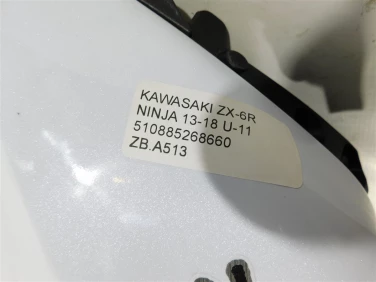 KAWASAKI ZX-6R
NINJA 13-18 U-11
510885268660
ZB.A513